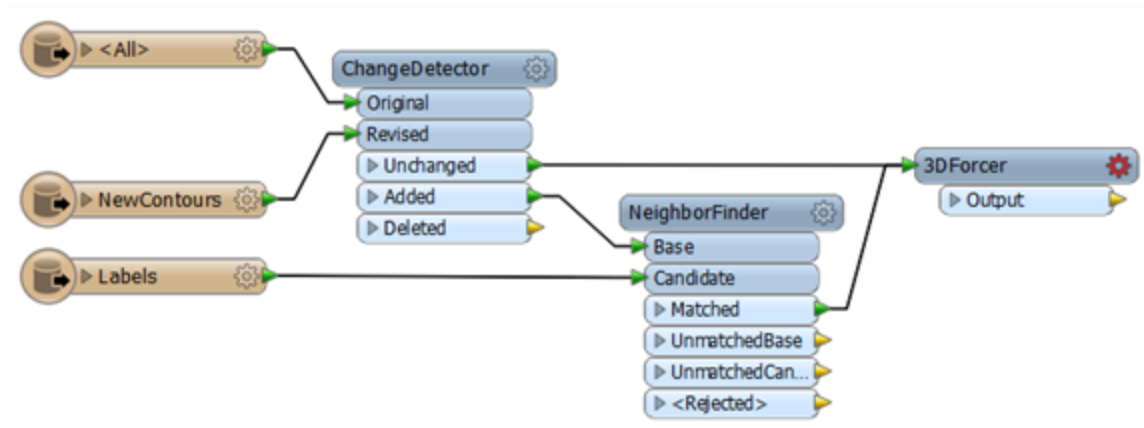 <All>
NewContours
Labels
ChangeDetector
Original
Revised
Unchanged
Added
Deleted
NeighborFinder
Base
Candidate
Matched
UnmatchedBase
UnmatchedCan...
<Rejected>
3DForcer
Output